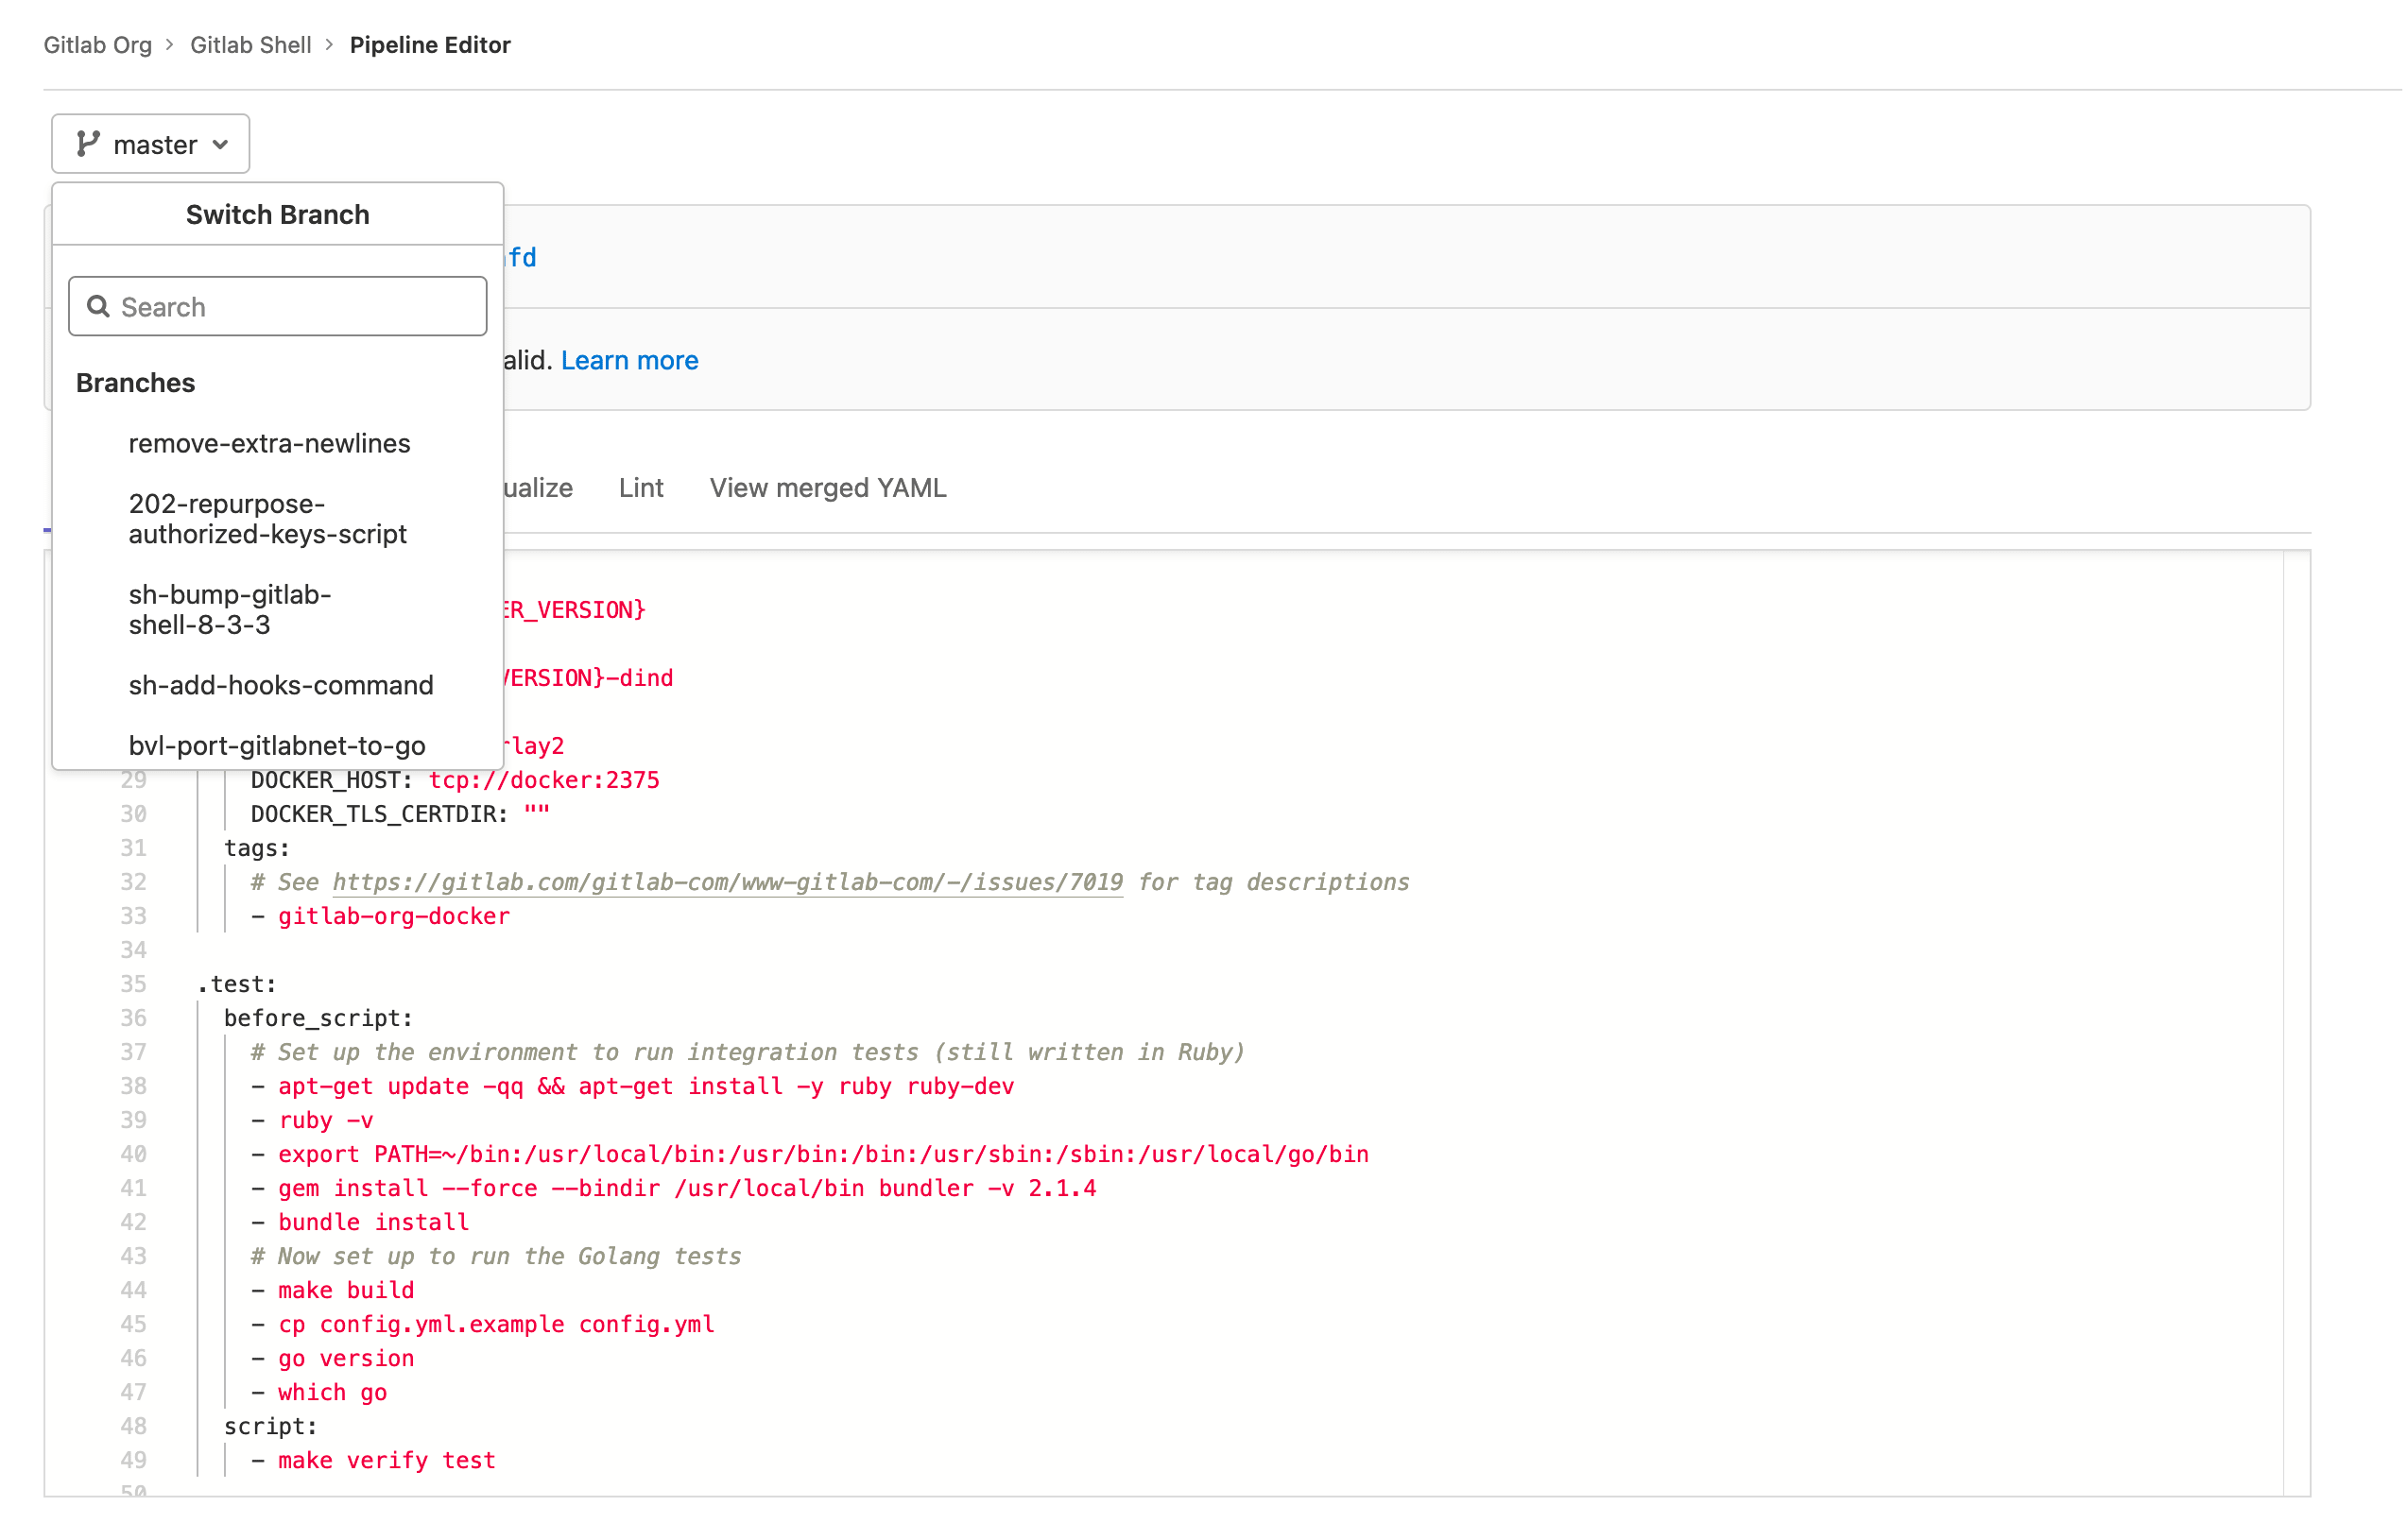 Gitlab Org > Gitlab Shell > Pipeline Editor
master
Switch Branch
Search
Branches
remove-extra-newlines
202-repurpose-
authorized-keys-script
sh-bump-gitlab-
shell-8-3-3
sh-add-hooks-command
bvl-port-gitlabnet-to-go
fd
alid. Learn more
ualize Lint View merged YAML
ER_VERSION}
VERSION}-dind
rlay2
29 DOCKER_HOST: tcp://docker:2375
30 DOCKER_TLS_CERTDIR: ""
31 tags:
32 # See https://gitlab.com/gitlab-com/www-gitlab-com/-/issues/7019 for tag descriptions
33 - gitlab-org-docker
34
35 .test:
36 before_script:
37 # Set up the environment to run integration tests (still written in Ruby)
38 - apt-get update -qq && apt-get install -y ruby ruby-dev
39 - ruby -v
40 - export PATH=~/bin:/usr/local/bin:/usr/bin:/bin:/usr/sbin:/sbin:/usr/local/go/bin
41 - gem install --force --bindir /usr/local/bin bundler -v 2.1.4
42 - bundle install
43 # Now set up to run the Golang tests
44 - make build
45 - cp config.yml.example config.yml
46 - go version
47 - which go
48 script:
49 - make verify test
50